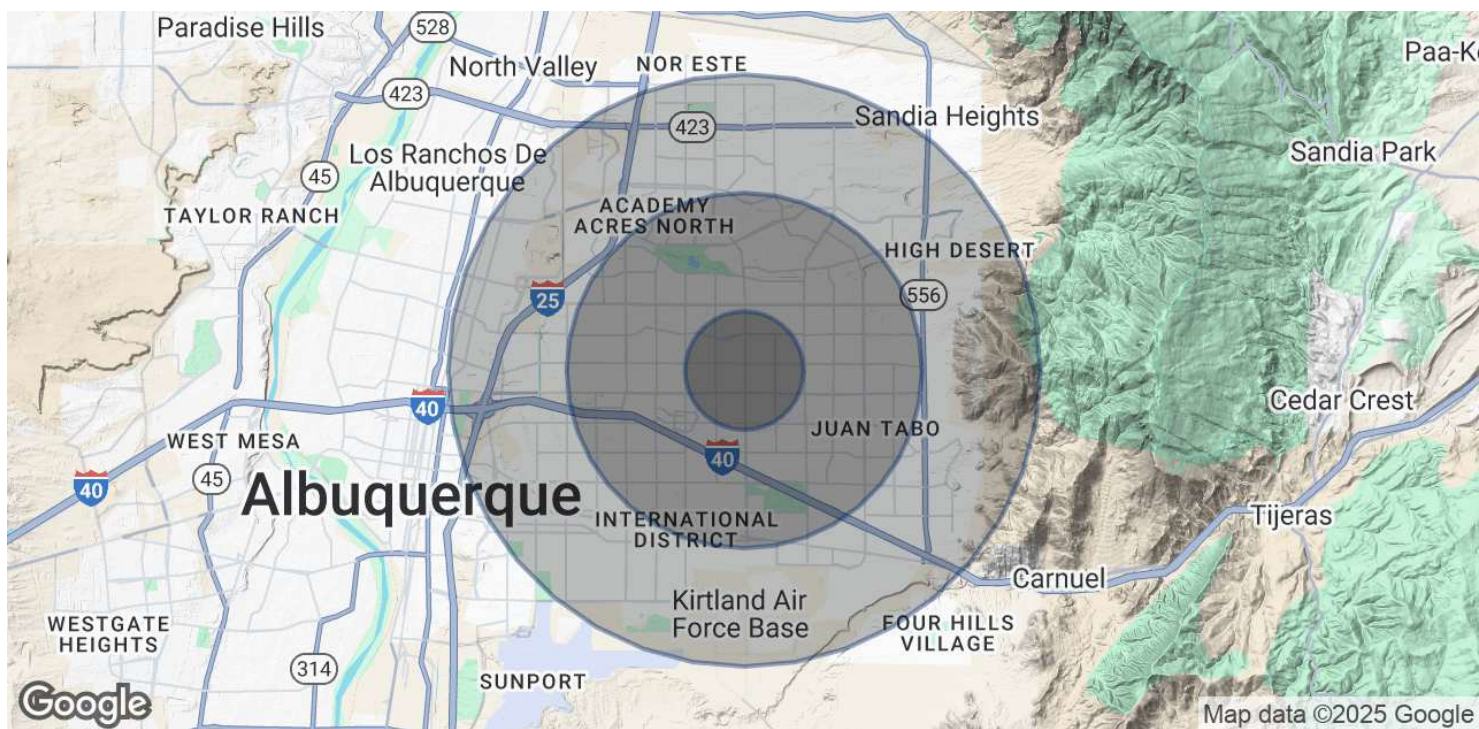 Paradise Hills
528
North Valley
NOR ESTE
Paa-Ko
423
423
Sandia Heights
Sandia Park
Los Ranchos De
Albuquerque
45
TAYLOR RANCH
ACADEMY
ACRES NORTH
HIGH DESERT
25
556
40
Cedar Crest
JUAN TABO
WEST MESA
40
45
40
Albuquerque
INTERNATIONAL
DISTRICT
Tijeras
Carnuel
Kirtland Air
Force Base
WESTGATE
HEIGHTS
FOUR HILLS
VILLAGE
314
SUNPORT
Google
Map data ©2025 Google